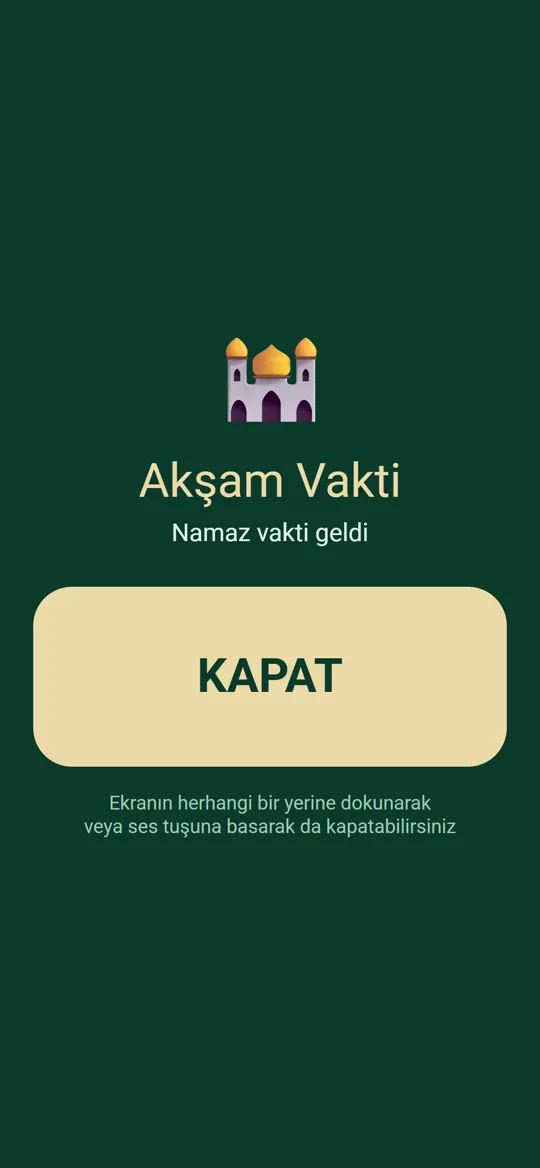 Akşam Vakti
Namaz vakti geldi
KAPAT
Ekranın herhangi bir yerine dokunarak
veya ses tuşuna basarak da kapatabilirsiniz